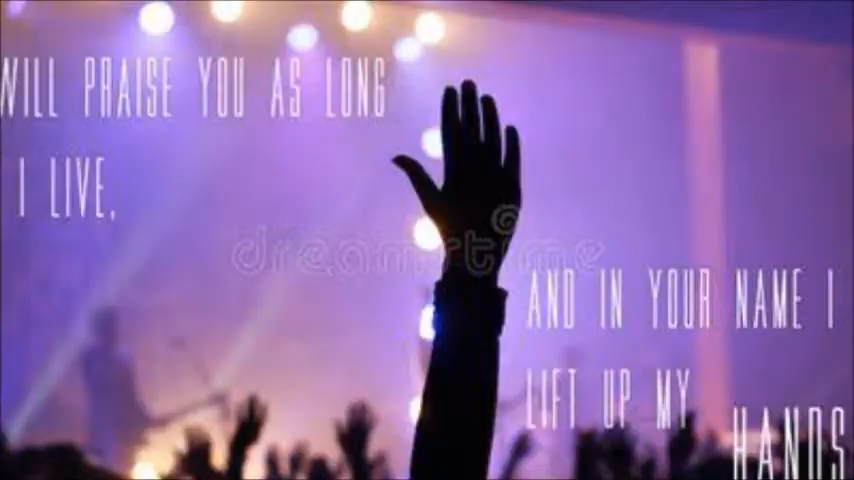 WILL PRAISE YOU AS LONG
I LIVE,
dreamstime
AND IN YOUR NAME I
LIFT UP MY
HANDS